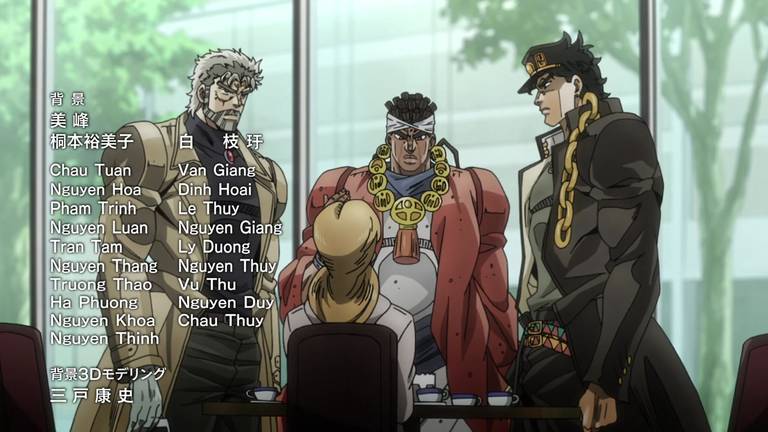 背景
美峰
桐本裕美子 白枝玗
Chau Tuan Van Giang
Nguyen Hoa Dinh Hoai
Pham Trinh Le Thuy
Nguyen Luan Nguyen Giang
Tran Tam Ly Duong
Nguyen Thang Nguyen Thuy
Truong Thao Vu Thu
Ha Phuong Nguyen Duy
Nguyen Khoa Chau Thuy
Nguyen Thinh
背景3Dモデリング
三戸康史